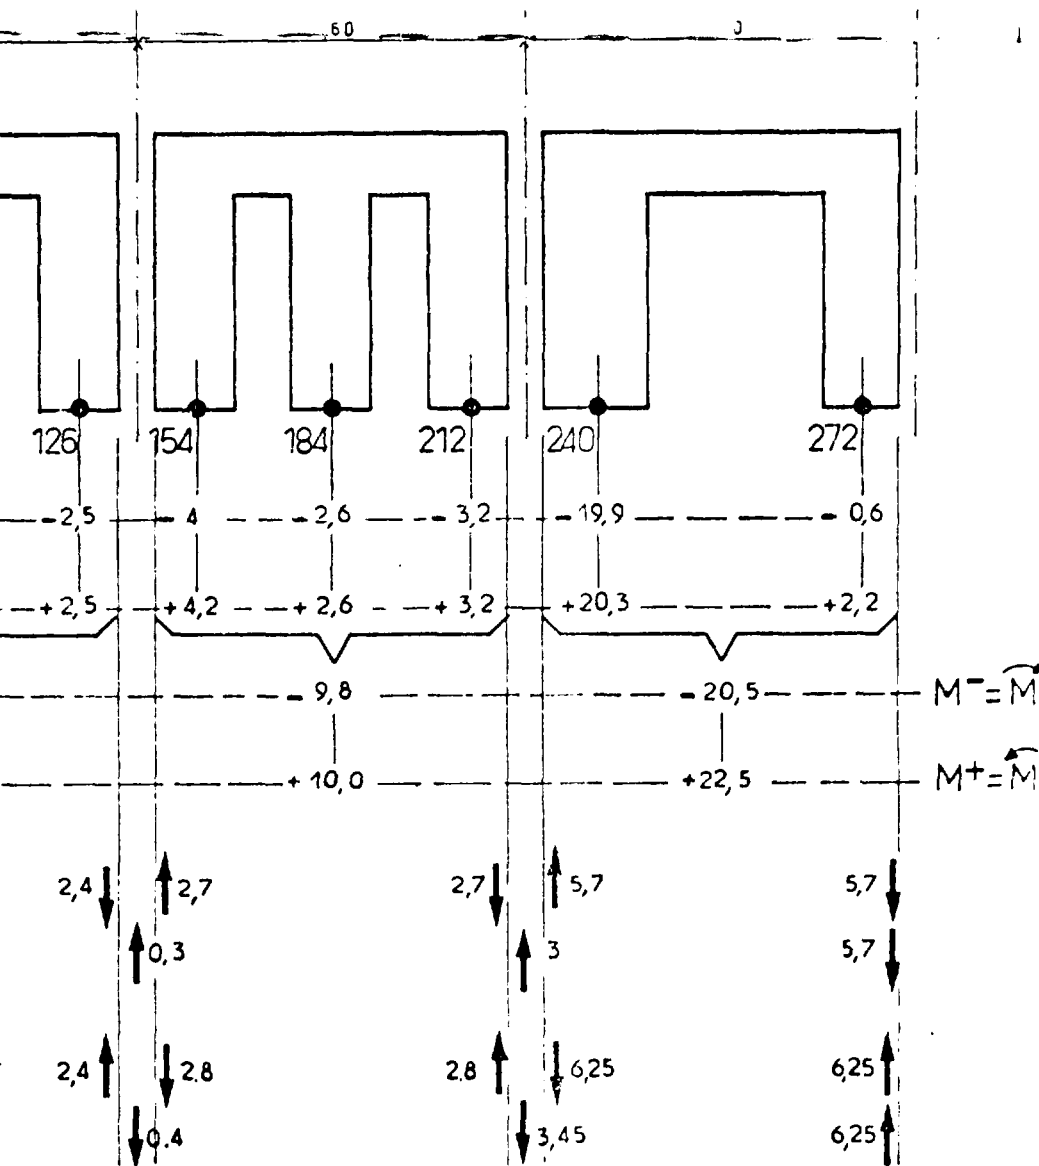 60
126 154 184 212 240 272
-2,5 - 4 -2,6 - 3,2 -19,9 - 0,6
+2,5 +4,2 +2,6 + 3,2 +20,3 +2,2
- 9,8 - 20,5 M⁻=M
+ 10,0 +22,5 M⁺=M
2,4 2,7 2,7 5,7 5,7
0,3 3 5,7
2,4 2.8 2.8 6,25 6,25
0.4 3,45 6,25